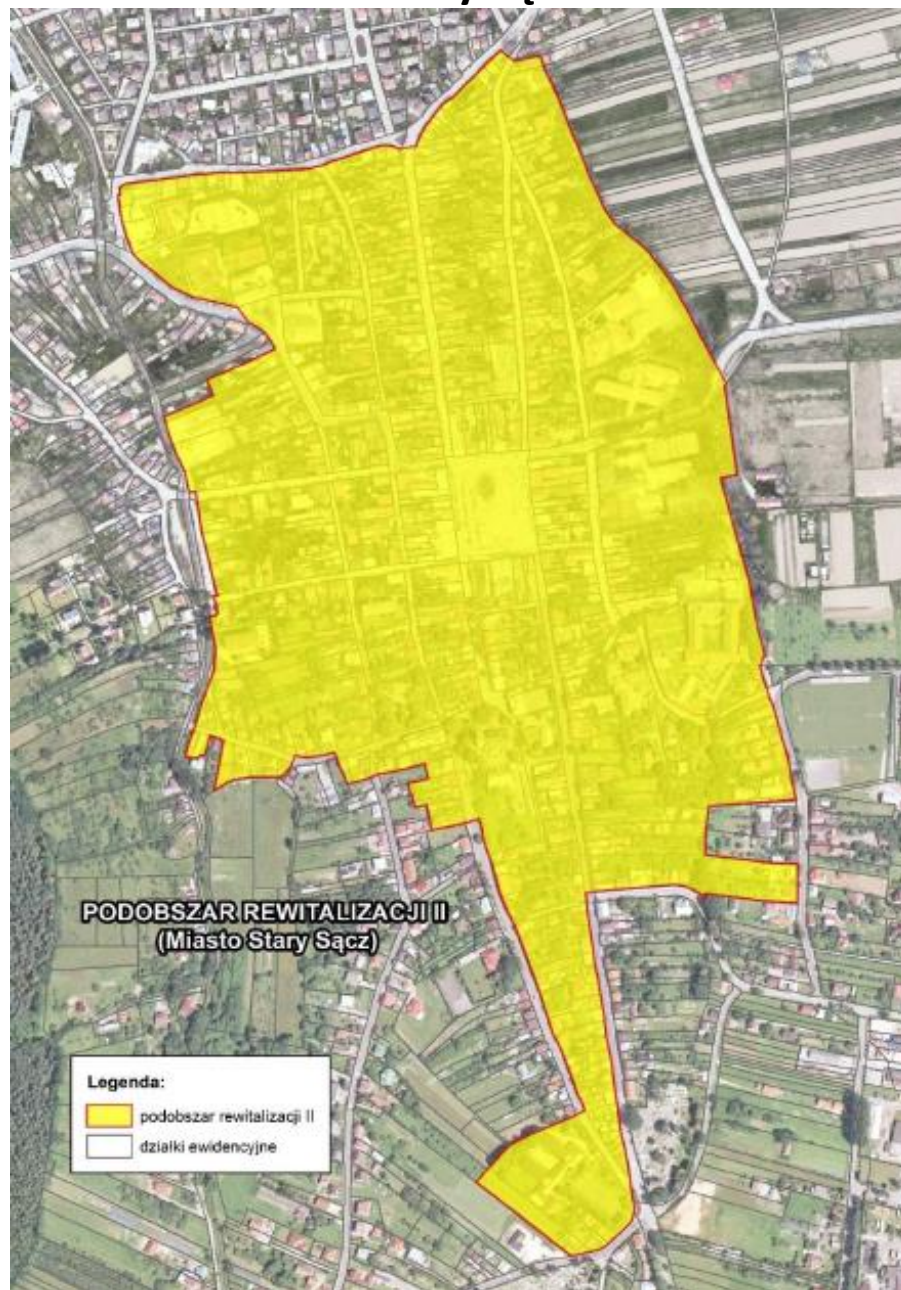 PODOBSZAR REWITALIZACJI II
(Miasto Stary Sącz)
Legenda:
podobszar rewitalizacji II
działki ewidencyjne